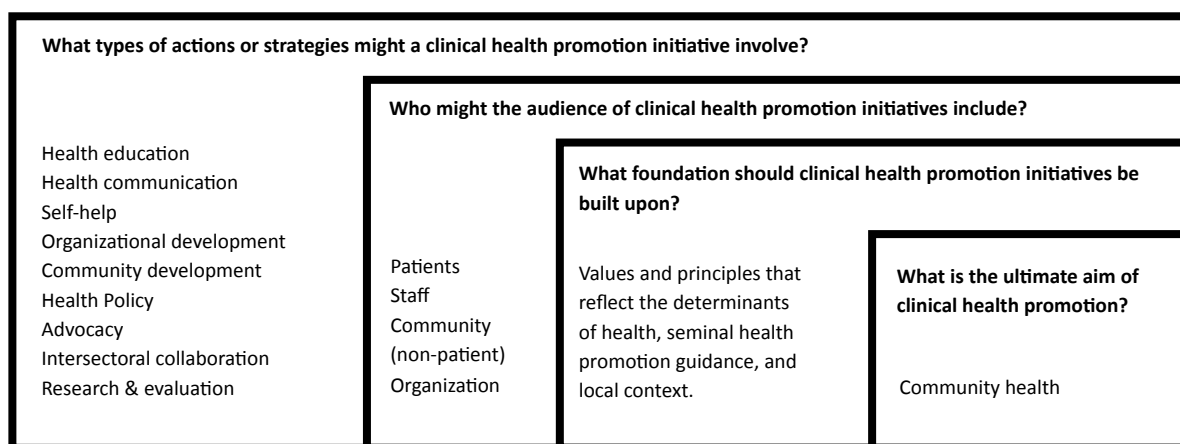 What types of actions or strategies might a clinical health promotion initiative involve?
Health education
Health communication
Self-help
Organizational development
Community development
Health Policy
Advocacy
Intersectoral collaboration
Research & evaluation
Who might the audience of clinical health promotion initiatives include?
Patients
Staff
Community
(non-patient)
Organization
What foundation should clinical health promotion initiatives be
built upon?
Values and principles that
reflect the determinants
of health, seminal health
promotion guidance, and
local context.
What is the ultimate aim of
clinical health promotion?
Community health